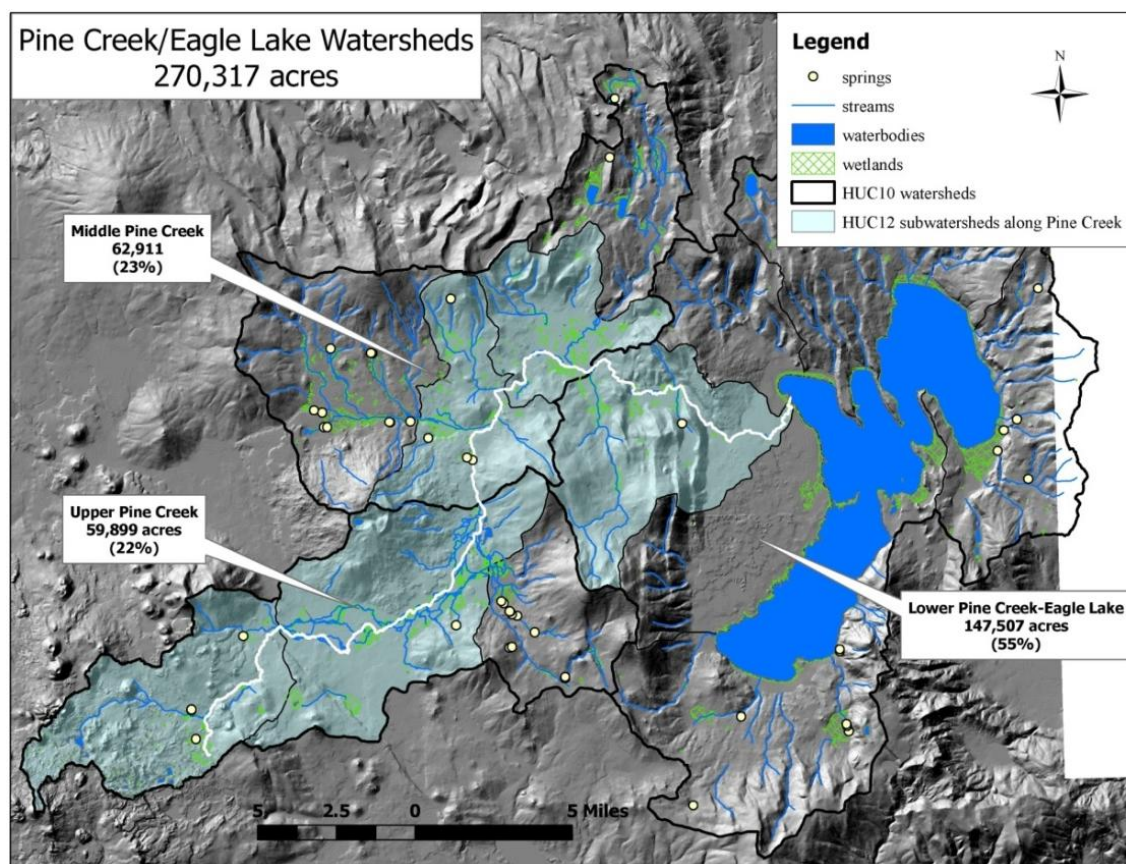 Pine Creek/Eagle Lake Watersheds
270,317 acres
Legend
springs
streams
waterbodies
wetlands
HUC10 watersheds
HUC12 subwatersheds along Pine Creek
N
Middle Pine Creek
62,911
(23%)
Upper Pine Creek
59,899 acres
(22%)
Lower Pine Creek-Eagle Lake
147,507 acres
(55%)
5 2.5 0 5 Miles